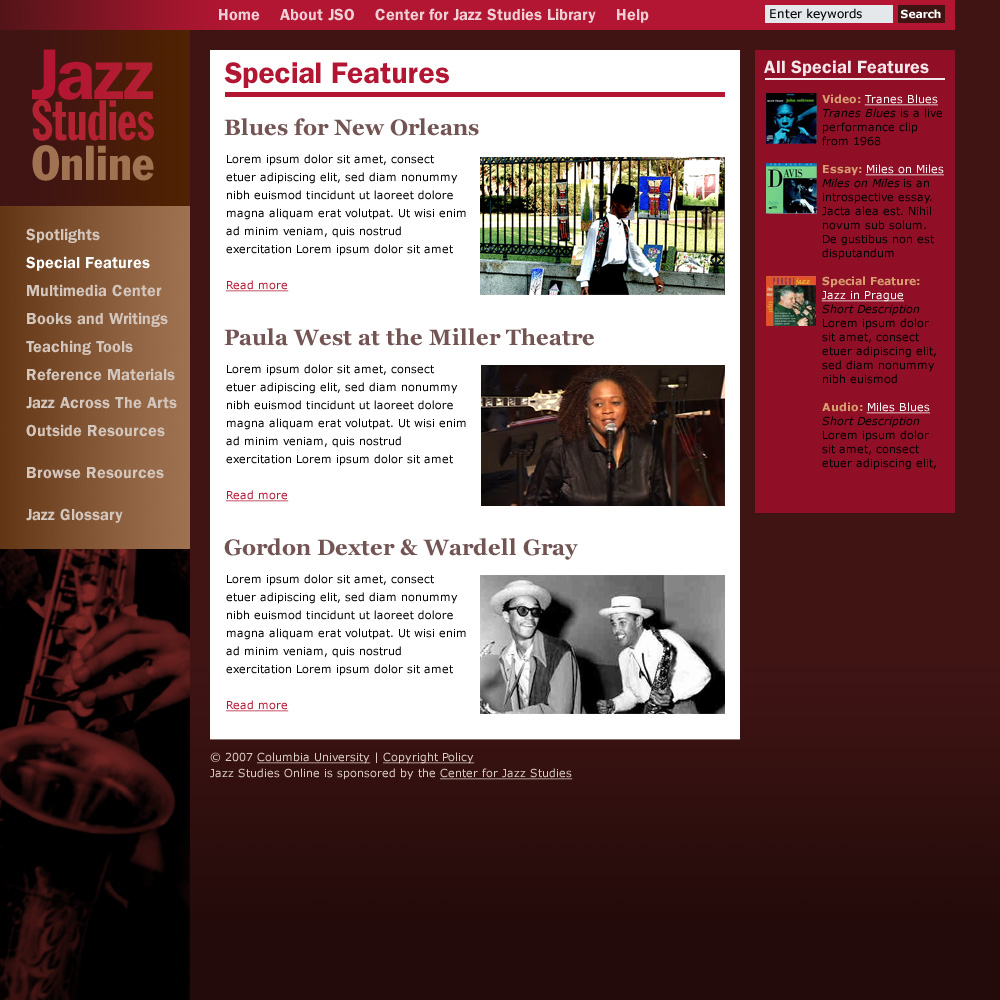 Home About JSO Center for Jazz Studies Library Help
Enter keywords Search
Jazz
Studies
Online
Spotlights
Special Features
Multimedia Center
Books and Writings
Teaching Tools
Reference Materials
Jazz Across The Arts
Outside Resources
Browse Resources
Jazz Glossary
Special Features
Blues for New Orleans
Lorem ipsum dolor sit amet, consect
etuer adipiscing elit, sed diam nonummy
nibh euismod tincidunt ut laoreet dolore
magna aliquam erat volutpat. Ut wisi enim
ad minim veniam, quis nostrud
exercitation Lorem ipsum dolor sit amet
Read more
Paula West at the Miller Theatre
Lorem ipsum dolor sit amet, consect
etuer adipiscing elit, sed diam nonummy
nibh euismod tincidunt ut laoreet dolore
magna aliquam erat volutpat. Ut wisi enim
ad minim veniam, quis nostrud
exercitation Lorem ipsum dolor sit amet
Read more
Gordon Dexter & Wardell Gray
Lorem ipsum dolor sit amet, consect
etuer adipiscing elit, sed diam nonummy
nibh euismod tincidunt ut laoreet dolore
magna aliquam erat volutpat. Ut wisi enim
ad minim veniam, quis nostrud
exercitation Lorem ipsum dolor sit amet
Read more
All Special Features
Video: Tranes Blues
Tranes Blues is a live
performance clip
from 1968
DAVIS
Essay: Miles on Miles
Miles on Miles is an
introspective essay.
Jacta alea est. Nihil
novum sub solum.
De gustibus non est
disputandum
Special Feature:
Jazz in Prague
Short Description
Lorem ipsum dolor
sit amet, consect
etuer adipiscing elit,
sed diam nonummy
nibh euismod
Audio: Miles Blues
Short Description
Lorem ipsum dolor
sit amet, consect
etuer adipiscing elit,
© 2007 Columbia University | Copyright Policy
Jazz Studies Online is sponsored by the Center for Jazz Studies